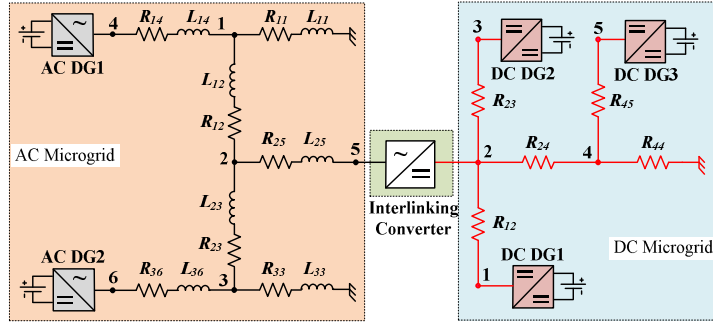 4 R14 L14 1 R11 L11
AC DG1
L12
R12
AC Microgrid
2 R25 L25 5
L23
R23
AC DG2
6 R36 L36 3 R33 L33
Interlinking
Converter
3
DC DG2
5
DC DG3
R23
R45
2 R24 4 R44
R12
DC DG1
1
DC Microgrid